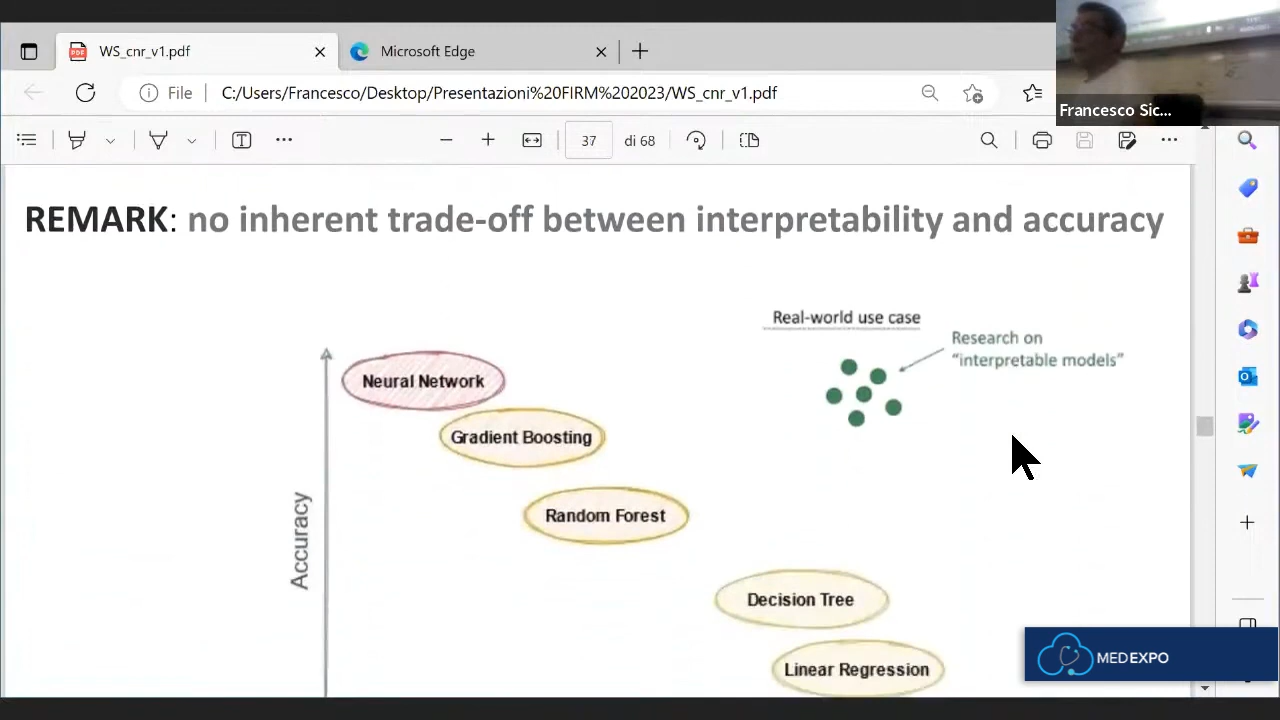 WS_cnr_v1.pdf
Microsoft Edge
File
C:/Users/Francesco/Desktop/Presentazioni%20FIRM%202023/WS_cnr_v1.pdf
Francesco Sic...
37
di 68
REMARK: no inherent trade-off between interpretability and accuracy
Real-world use case
Research on
"interpretable models"
Neural Network
Gradient Boosting
Random Forest
Accuracy
Decision Tree
Linear Regression
MEDEXPO